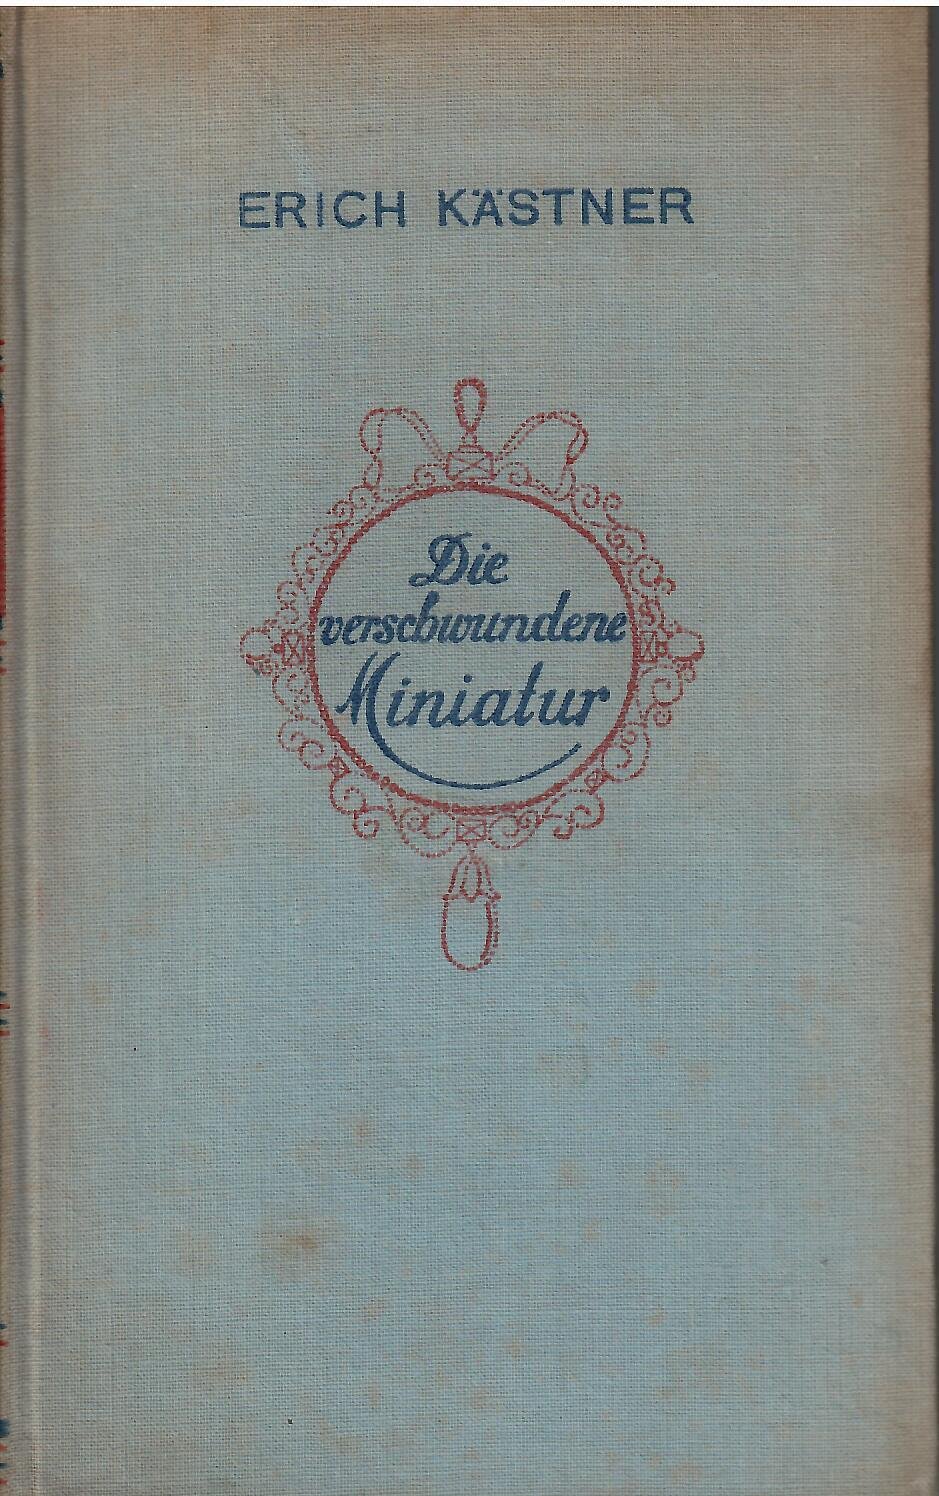 ERICH KÄSTNER
Die
verschwundene
Miniatur